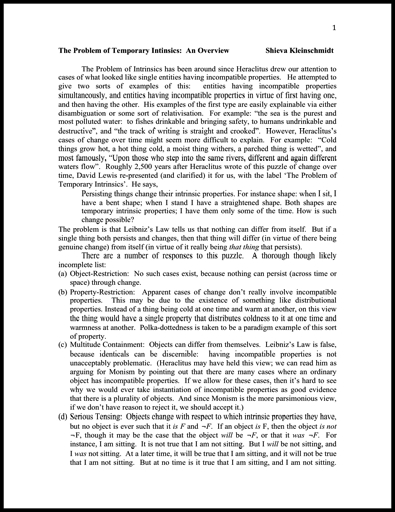 1
The Problem of Temporary Intinsics: An Overview Shieva Kleinschmidt
The Problem of Intrinsics has been around since Heraclitus drew our attention to
cases of what looked like single entities having incompatible properties. He attempted to
give two sorts of examples of this: entities having incompatible properties
simultaneously, and entities having incompatible properties in virtue of first having one,
and then having the other. His examples of the first type are easily explainable via either
disambiguation or some sort of relativisation. For example: “the sea is the purest and
most polluted water: to fishes drinkable and bringing safety, to humans undrinkable and
destructive”, and “the track of writing is straight and crooked”. However, Heraclitus’s
cases of change over time might seem more difficult to explain. For example: “Cold
things grow hot, a hot thing cold, a moist thing withers, a parched thing is wetted”, and
most famously, “Upon those who step into the same rivers, different and again different
waters flow”. Roughly 2,500 years after Heraclitus wrote of this puzzle of change over
time, David Lewis re-presented (and clarified) it for us, with the label ‘The Problem of
Temporary Intrinsics’. He says,
Persisting things change their intrinsic properties. For instance shape: when I sit, I
have a bent shape; when I stand I have a straightened shape. Both shapes are
temporary intrinsic properties; I have them only some of the time. How is such
change possible?
The problem is that Leibniz’s Law tells us that nothing can differ from itself. But if a
single thing both persists and changes, then that thing will differ (in virtue of there being
genuine change) from itself (in virtue of it really being that thing that persists).
There are a number of responses to this puzzle. A thorough though likely
incomplete list:
(a) Object-Restriction: No such cases exist, because nothing can persist (across time or
space) through change.
(b) Property-Restriction: Apparent cases of change don’t really involve incompatible
properties. This may be due to the existence of something like distributional
properties. Instead of a thing being cold at one time and warm at another, on this view
the thing would have a single property that distributes coldness to it at one time and
warmness at another. Polka-dottedness is taken to be a paradigm example of this sort
of property.
(c) Multitude Containment: Objects can differ from themselves. Leibniz’s Law is false,
because identicals can be discernible: having incompatible properties is not
unacceptably problematic. (Heraclitus may have held this view; we can read him as
arguing for Monism by pointing out that there are many cases where an ordinary
object has incompatible properties. If we allow for these cases, then it’s hard to see
why we would ever take instantiation of incompatible properties as good evidence
that there is a plurality of objects. And since Monism is the more parsimonious view,
if we don’t have reason to reject it, we should accept it.)
(d) Serious Tensing: Objects change with respect to which intrinsic properties they have,
but no object is ever such that it is F and ¬F. If an object is F, then the object is not
¬F, though it may be the case that the object will be ¬F, or that it was ¬F. For
instance, I am sitting. It is not true that I am not sitting. But I will be not sitting, and
I was not sitting. At a later time, it will be true that I am sitting, and it will not be true
that I am not sitting. But at no time is it true that I am sitting, and I am not sitting.